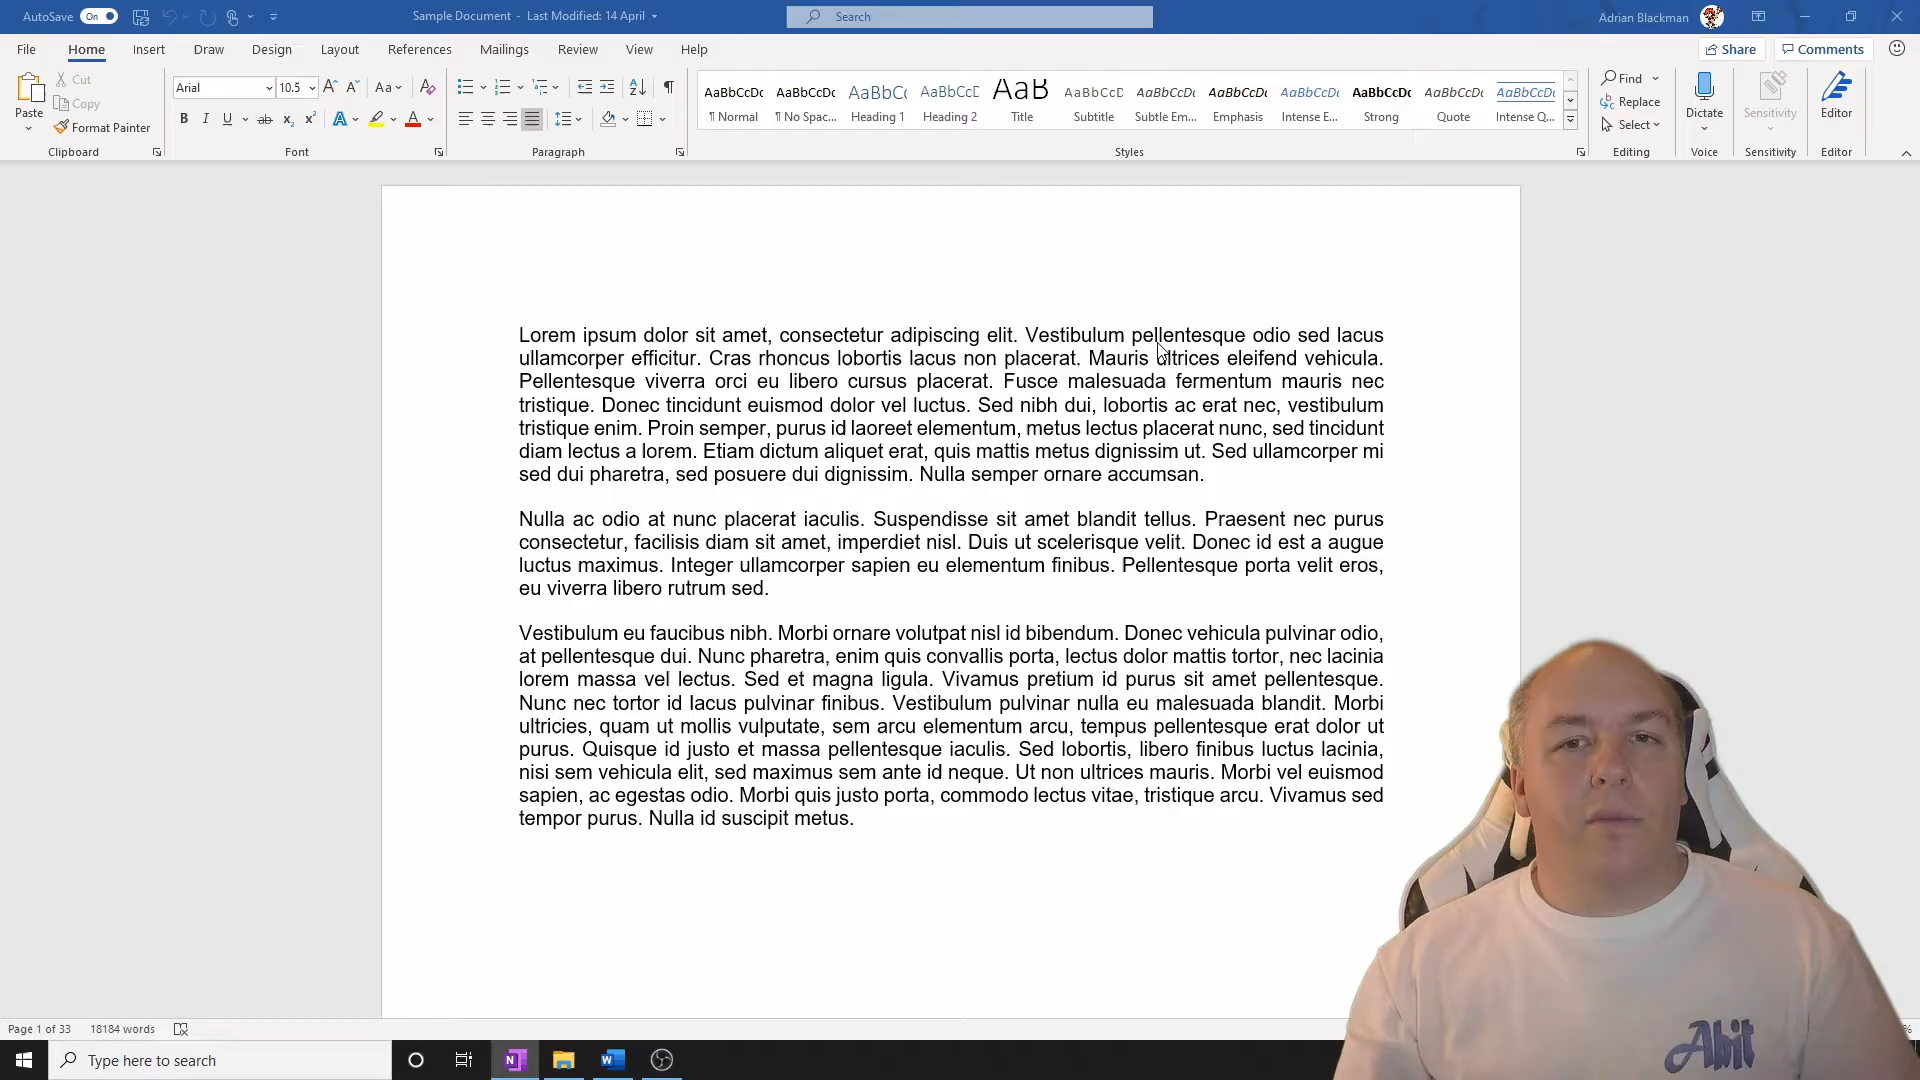 AutoSave On Sample Document - Last Modified: 14 April Search Adrian Blackman
File Home Insert Draw Design Layout References Mailings Review View Help Share Comments
Paste
Cut
Copy
Format Painter
Clipboard
Arial 10.5
Font
Paragraph
AaBbCcDc AaBbCcDc AaBbC( AaBbCcD AaB AaBbCcD AaBbCcDc AaBbCcDc AaBbCcDc AaBbCcDc AaBbCcDc AaBbCcDc
¶ Normal ¶ No Spac... Heading 1 Heading 2 Title Subtitle Subtle Em... Emphasis Intense E... Strong Quote Intense Q...
Styles
Find
Replace
Select
Editing
Dictate
Voice
Sensitivity
Sensitivity
Editor
Editor
Lorem ipsum dolor sit amet, consectetur adipiscing elit. Vestibulum pellentesque odio sed lacus
ullamcorper efficitur. Cras rhoncus lobortis lacus non placerat. Mauris ultrices eleifend vehicula.
Pellentesque viverra orci eu libero cursus placerat. Fusce malesuada fermentum mauris nec
tristique. Donec tincidunt euismod dolor vel luctus. Sed nibh dui, lobortis ac erat nec, vestibulum
tristique enim. Proin semper, purus id laoreet elementum, metus lectus placerat nunc, sed tincidunt
diam lectus a lorem. Etiam dictum aliquet erat, quis mattis metus dignissim ut. Sed ullamcorper mi
sed dui pharetra, sed posuere dui dignissim. Nulla semper ornare accumsan.
Nulla ac odio at nunc placerat iaculis. Suspendisse sit amet blandit tellus. Praesent nec purus
consectetur, facilisis diam sit amet, imperdiet nisl. Duis ut scelerisque velit. Donec id est a augue
luctus maximus. Integer ullamcorper sapien eu elementum finibus. Pellentesque porta velit eros,
eu viverra libero rutrum sed.
Vestibulum eu faucibus nibh. Morbi ornare volutpat nisl id bibendum. Donec vehicula pulvinar odio,
at pellentesque dui. Nunc pharetra, enim quis convallis porta, lectus dolor mattis tortor, nec lacinia
lorem massa vel lectus. Sed et magna ligula. Vivamus pretium id purus sit amet pellentesque.
Nunc nec tortor id lacus pulvinar finibus. Vestibulum pulvinar nulla eu malesuada blandit. Morbi
ultricies, quam ut mollis vulputate, sem arcu elementum arcu, tempus pellentesque erat dolor ut
purus. Quisque id justo et massa pellentesque iaculis. Sed lobortis, libero finibus luctus lacinia,
nisi sem vehicula elit, sed maximus sem ante id neque. Ut non ultrices mauris. Morbi vel euismod
sapien, ac egestas odio. Morbi quis justo porta, commodo lectus vitae, tristique arcu. Vivamus sed
tempor purus. Nulla id suscipit metus.
Abit
Page 1 of 33 18184 words
Type here to search